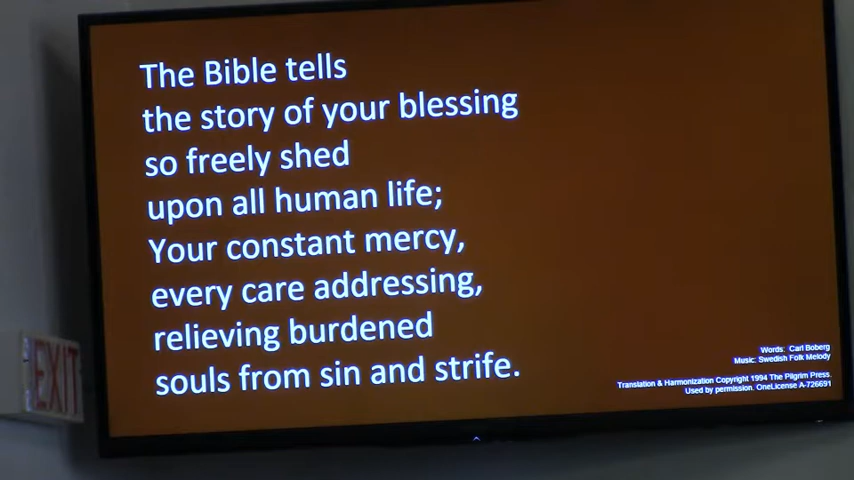 The Bible tells
the story of your blessing
so freely shed
upon all human life;
Your constant mercy,
every care addressing,
relieving burdened
souls from sin and strife.
Words: Carl Boberg
Music: Swedish Folk Melody
Translation & Harmonization Copyright 1994 The Pilgrim Press.
Used by permission. OneLicense A-726691
EXIT